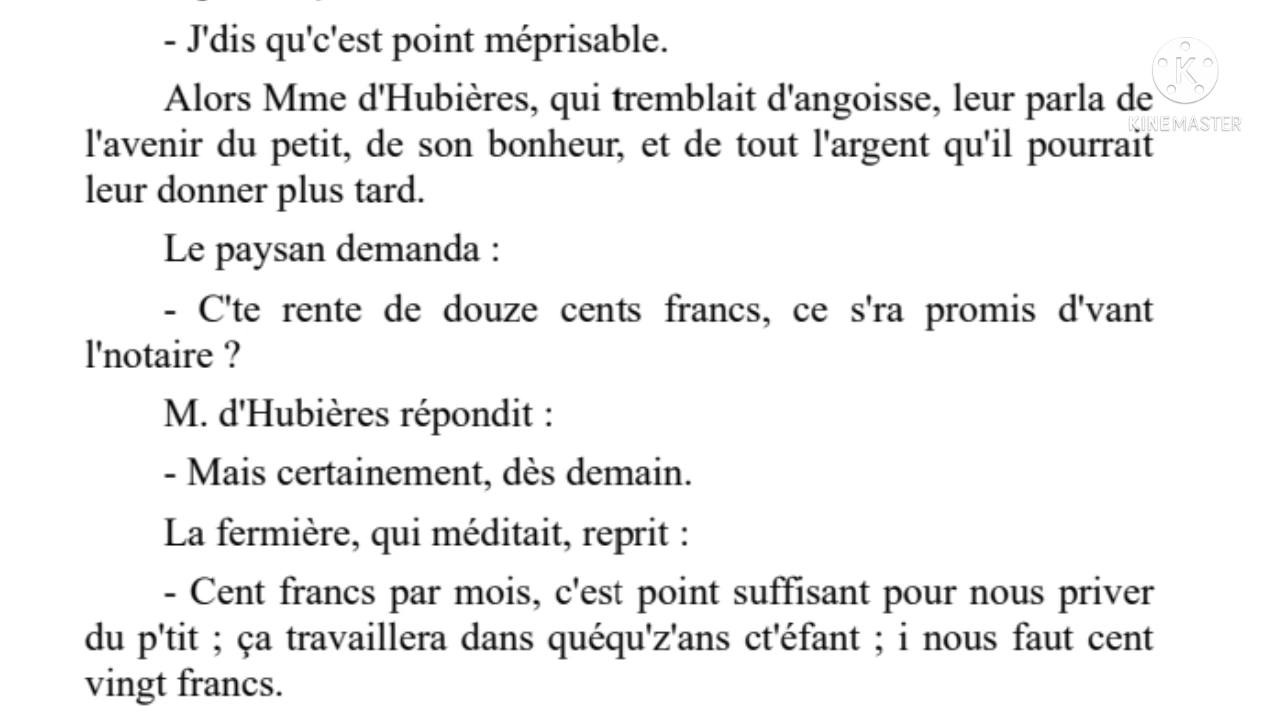 - J'dis qu'c'est point méprisable.
Alors Mme d'Hubières, qui tremblait d'angoisse, leur parla de
l'avenir du petit, de son bonheur, et de tout l'argent qu'il pourrait
leur donner plus tard.
Le paysan demanda :
- C'te rente de douze cents francs, ce s'ra promis d'vant
l'notaire ?
M. d'Hubières répondit :
- Mais certainement, dès demain.
La fermière, qui méditait, reprit :
- Cent francs par mois, c'est point suffisant pour nous priver
du p'tit ; ça travaillera dans quéqu'z'ans ct'éfant ; i nous faut cent
vingt francs.
K
KINEMASTER